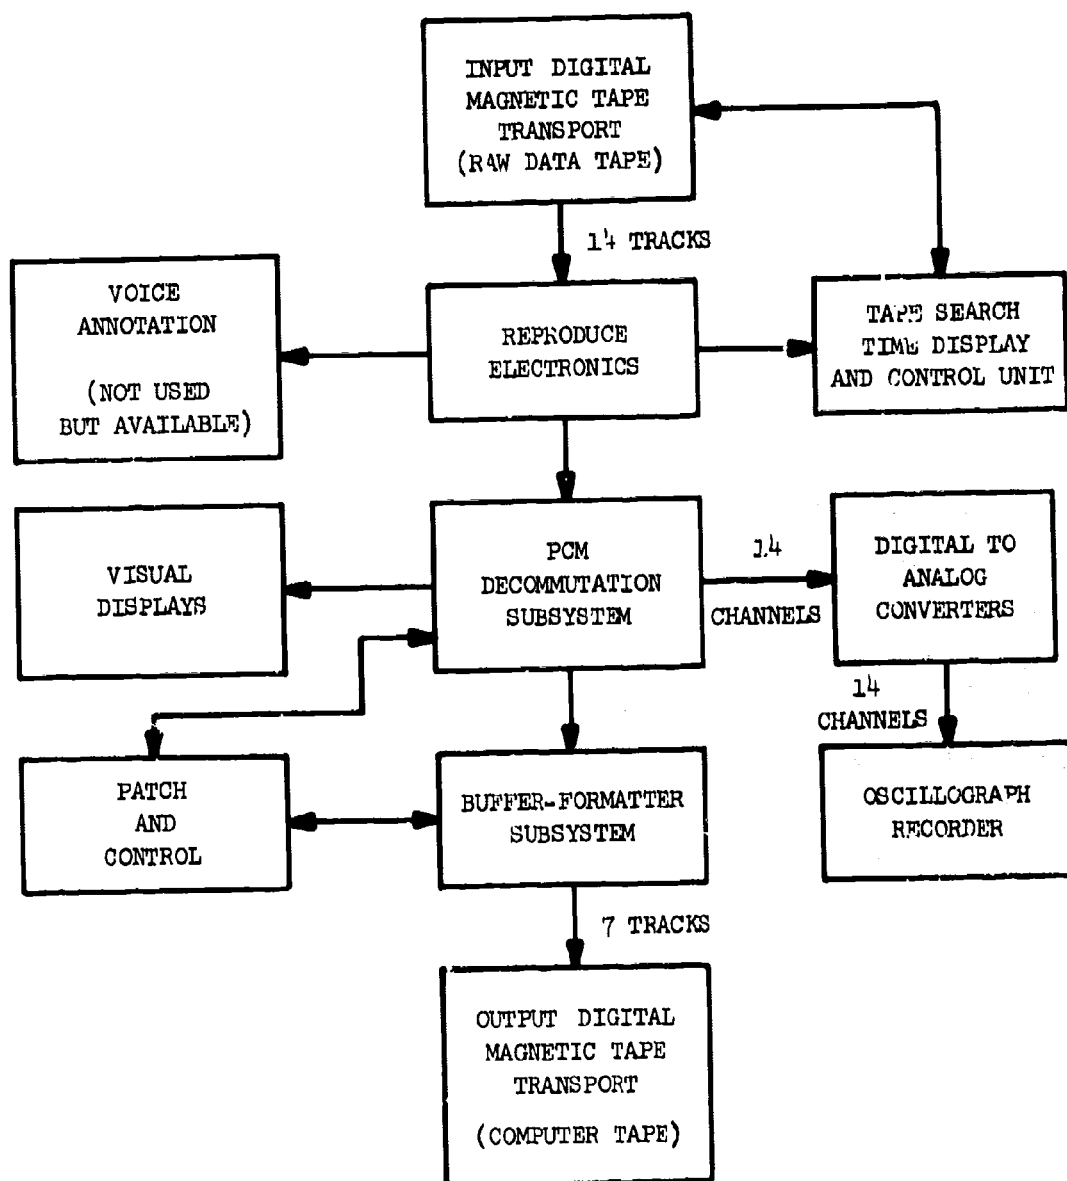 INPUT DIGITAL
MAGNETIC TAPE
TRANSPORT
(RAW DATA TAPE)
14 TRACKS
VOICE
ANNOTATION
(NOT USED
BUT AVAILABLE)
REPRODUCE
ELECTRONICS
TAPE SEARCH
TIME DISPLAY
AND CONTROL UNIT
VISUAL
DISPLAYS
PCM
DECOMMUTATION
SUBSYSTEM
14
CHANNELS
DIGITAL TO
ANALOG
CONVERTERS
14
CHANNELS
PATCH
AND
CONTROL
BUFFER-FORMATTER
SUBSYSTEM
OSCILLOGRAPH
RECORDER
7 TRACKS
OUTPUT DIGITAL
MAGNETIC TAPE
TRANSPORT
(COMPUTER TAPE)